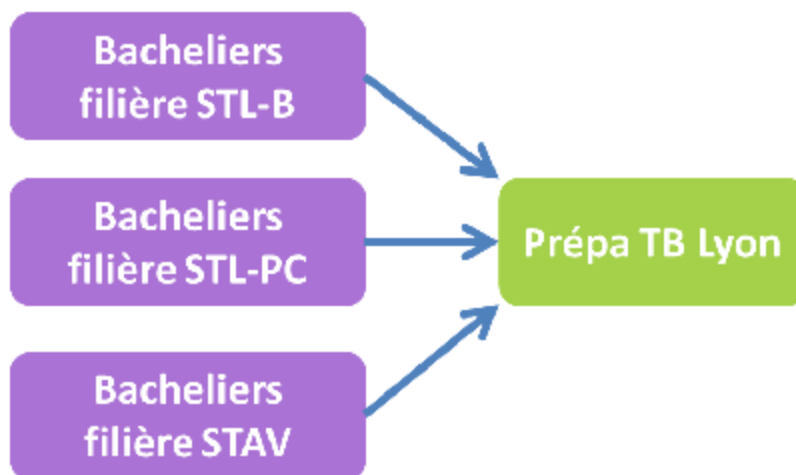 Bacheliers
filière STL-B
Bacheliers
filière STL-PC
Prépa TB Lyon
Bacheliers
filière STAV